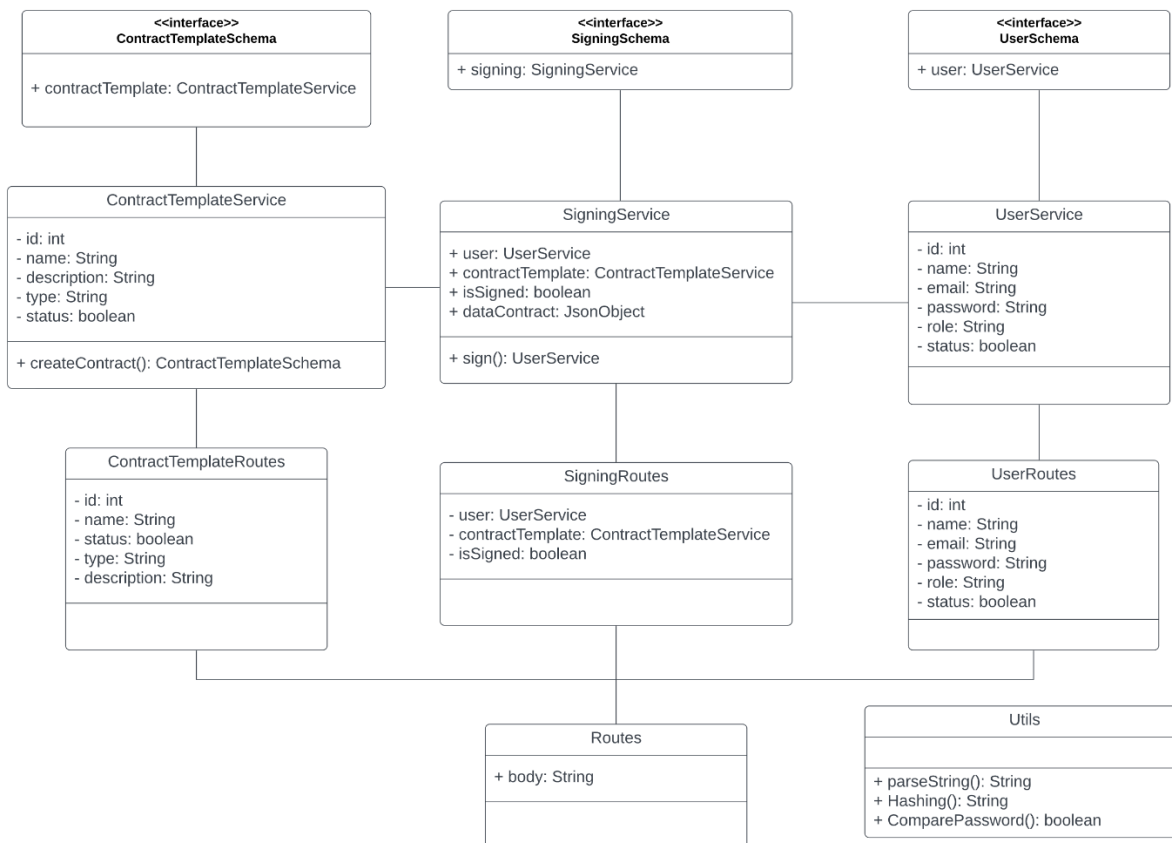 <<interface>>
ContractTemplateSchema
+ contractTemplate: ContractTemplateService
<<interface>>
SigningSchema
+ signing: SigningService
<<interface>>
UserSchema
+ user: UserService
ContractTemplateService
- id: int
- name: String
- description: String
- type: String
- status: boolean
+ createContract(): ContractTemplateSchema
SigningService
+ user: UserService
+ contractTemplate: ContractTemplateService
+ isSigned: boolean
+ dataContract: JsonObject
+ sign(): UserService
UserService
- id: int
- name: String
- email: String
- password: String
- role: String
- status: boolean
ContractTemplateRoutes
- id: int
- name: String
- status: boolean
- type: String
- description: String
SigningRoutes
- user: UserService
- contractTemplate: ContractTemplateService
- isSigned: boolean
UserRoutes
- id: int
- name: String
- email: String
- password: String
- role: String
- status: boolean
Routes
+ body: String
Utils
+ parseString(): String
+ Hashing(): String
+ ComparePassword(): boolean